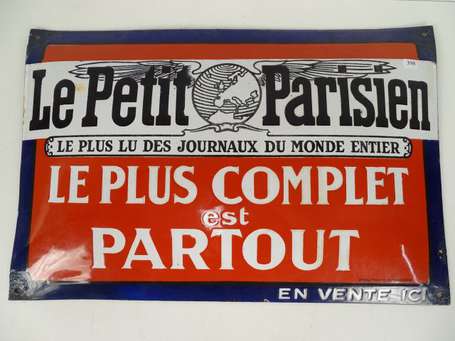 Le Petit Parisien
LE PLUS LU DES JOURNAUX DU MONDE ENTIER
LE PLUS COMPLET
est
PARTOUT
EN VENTE ICI